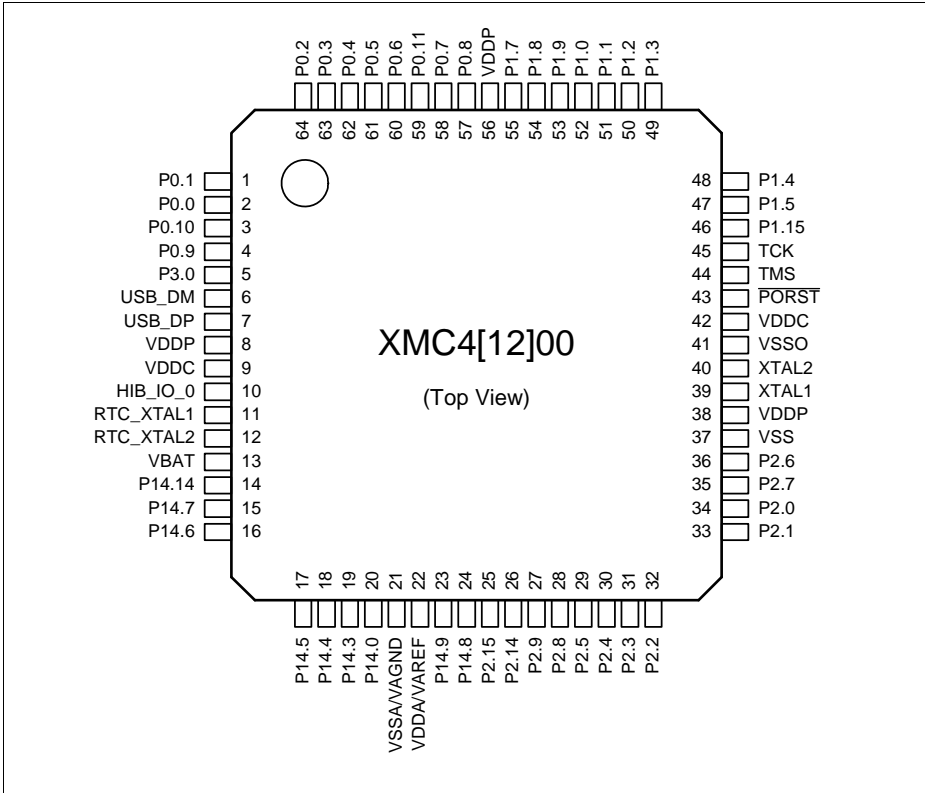 P0.2 P0.3 P0.4 P0.5 P0.6 P0.11 P0.7 P0.8 VDDP P1.7 P1.8 P1.9 P1.0 P1.1 P1.2 P1.3
64 63 62 61 60 59 58 57 56 55 54 53 52 51 50 49
P0.1 1
P0.0 2
P0.10 3
P0.9 4
P3.0 5
USB_DM 6
USB_DP 7
VDDP 8
VDDC 9
HIB_IO_0 10
RTC_XTAL1 11
RTC_XTAL2 12
VBAT 13
P14.14 14
P14.7 15
P14.6 16
XMC4[12]00
(Top View)
48 P1.4
47 P1.5
46 P1.15
45 TCK
44 TMS
43 PORST
42 VDDC
41 VSSO
40 XTAL2
39 XTAL1
38 VDDP
37 VSS
36 P2.6
35 P2.7
34 P2.0
33 P2.1
17 18 19 20 21 22 23 24 25 26 27 28 29 30 31 32
P14.5 P14.4 P14.3 P14.0 VSSA/VAGND VDDA/VAREF P14.9 P14.8 P2.15 P2.14 P2.9 P2.8 P2.5 P2.4 P2.3 P2.2